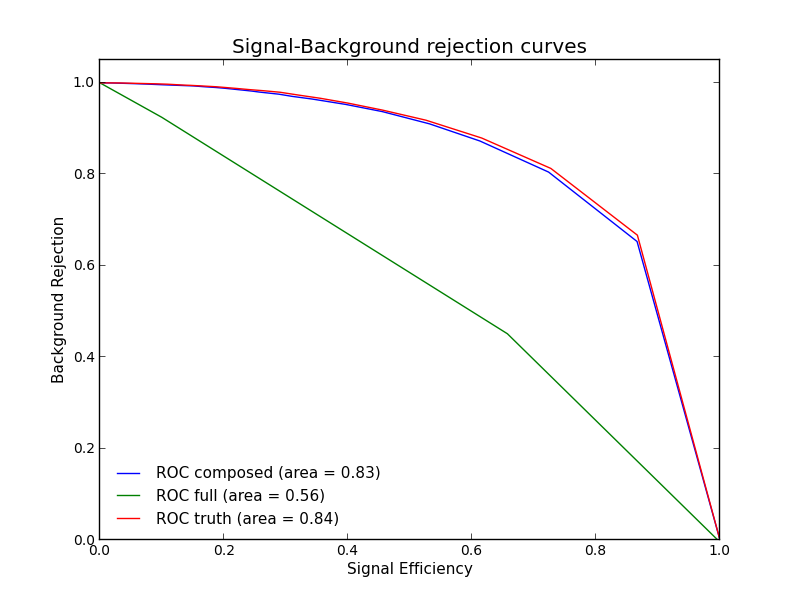 Signal-Background rejection curves
Background Rejection
1.0
0.8
0.6
0.4
0.2
0.0
ROC composed (area = 0.83)
ROC full (area = 0.56)
ROC truth (area = 0.84)
0.0 0.2 0.4 0.6 0.8 1.0
Signal Efficiency